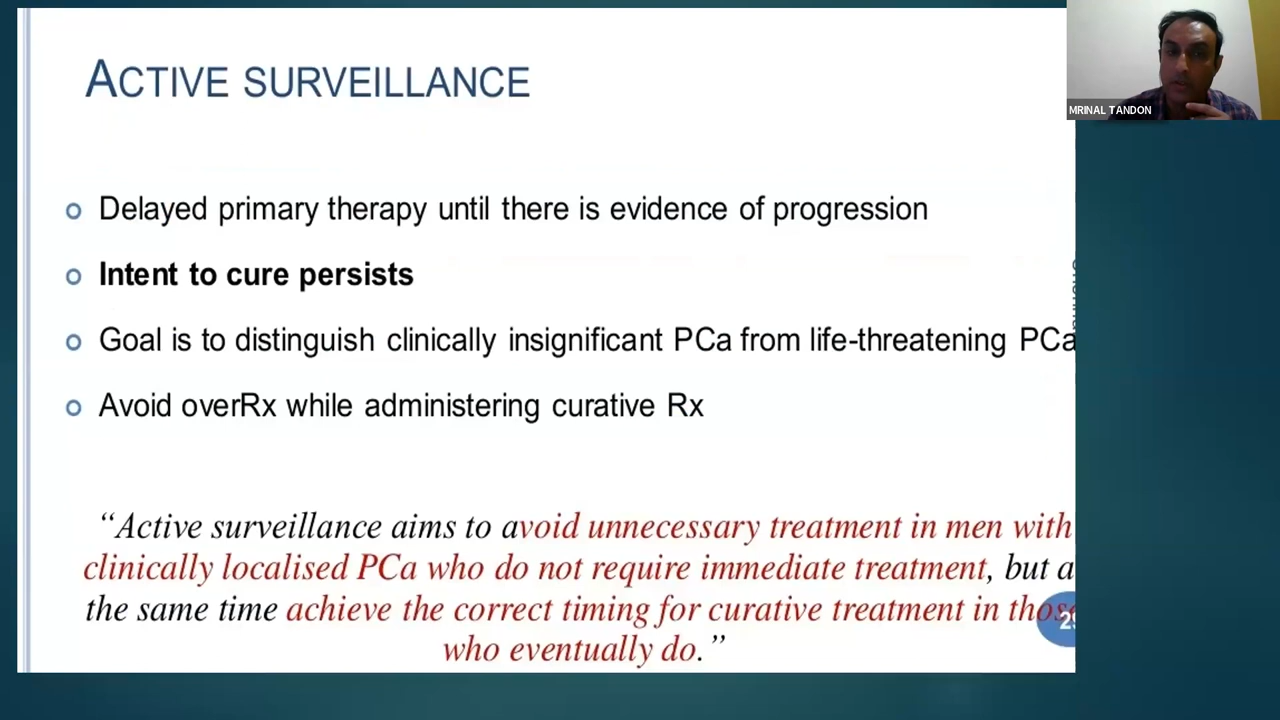 ACTIVE SURVEILLANCE
MRINAL TANDON
Delayed primary therapy until there is evidence of progression
Intent to cure persists
Goal is to distinguish clinically insignificant PCa from life-threatening PCa
Avoid overRx while administering curative Rx
“Active surveillance aims to avoid unnecessary treatment in men with
clinically localised PCa who do not require immediate treatment, but a
the same time achieve the correct timing for curative treatment in those
who eventually do.”